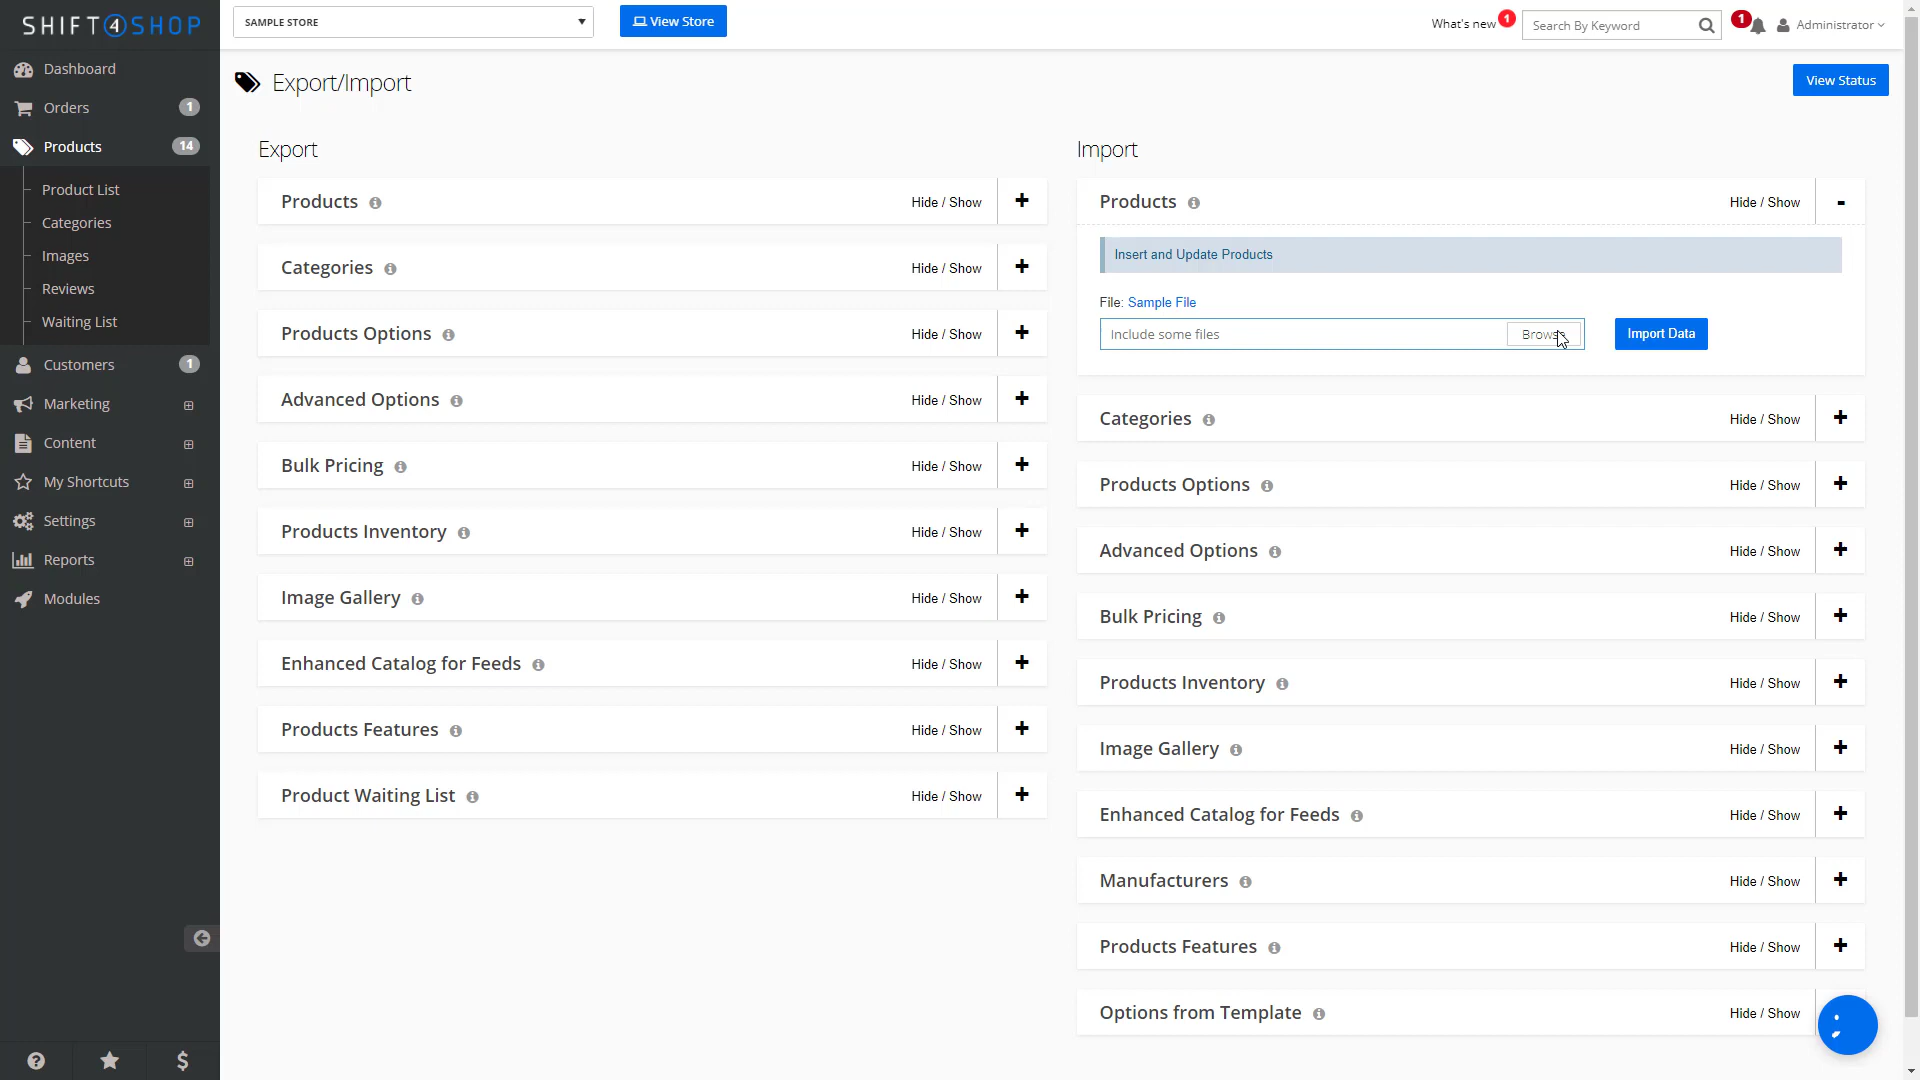 SHIFT4SHOP
SAMPLE STORE
View Store
What's new 1
Search By Keyword
1
Administrator
Dashboard
Orders 1
Products 14
Product List
Categories
Images
Reviews
Waiting List
Customers 1
Marketing
Content
My Shortcuts
Settings
Reports
Modules
Export/Import
View Status
Export
Products Hide / Show
Categories Hide / Show
Products Options Hide / Show
Advanced Options Hide / Show
Bulk Pricing Hide / Show
Products Inventory Hide / Show
Image Gallery Hide / Show
Enhanced Catalog for Feeds Hide / Show
Products Features Hide / Show
Product Waiting List Hide / Show
Import
Products Hide / Show
Insert and Update Products
File: Sample File
Include some files Browse
Import Data
Categories Hide / Show
Products Options Hide / Show
Advanced Options Hide / Show
Bulk Pricing Hide / Show
Products Inventory Hide / Show
Image Gallery Hide / Show
Enhanced Catalog for Feeds Hide / Show
Manufacturers Hide / Show
Products Features Hide / Show
Options from Template Hide / Show